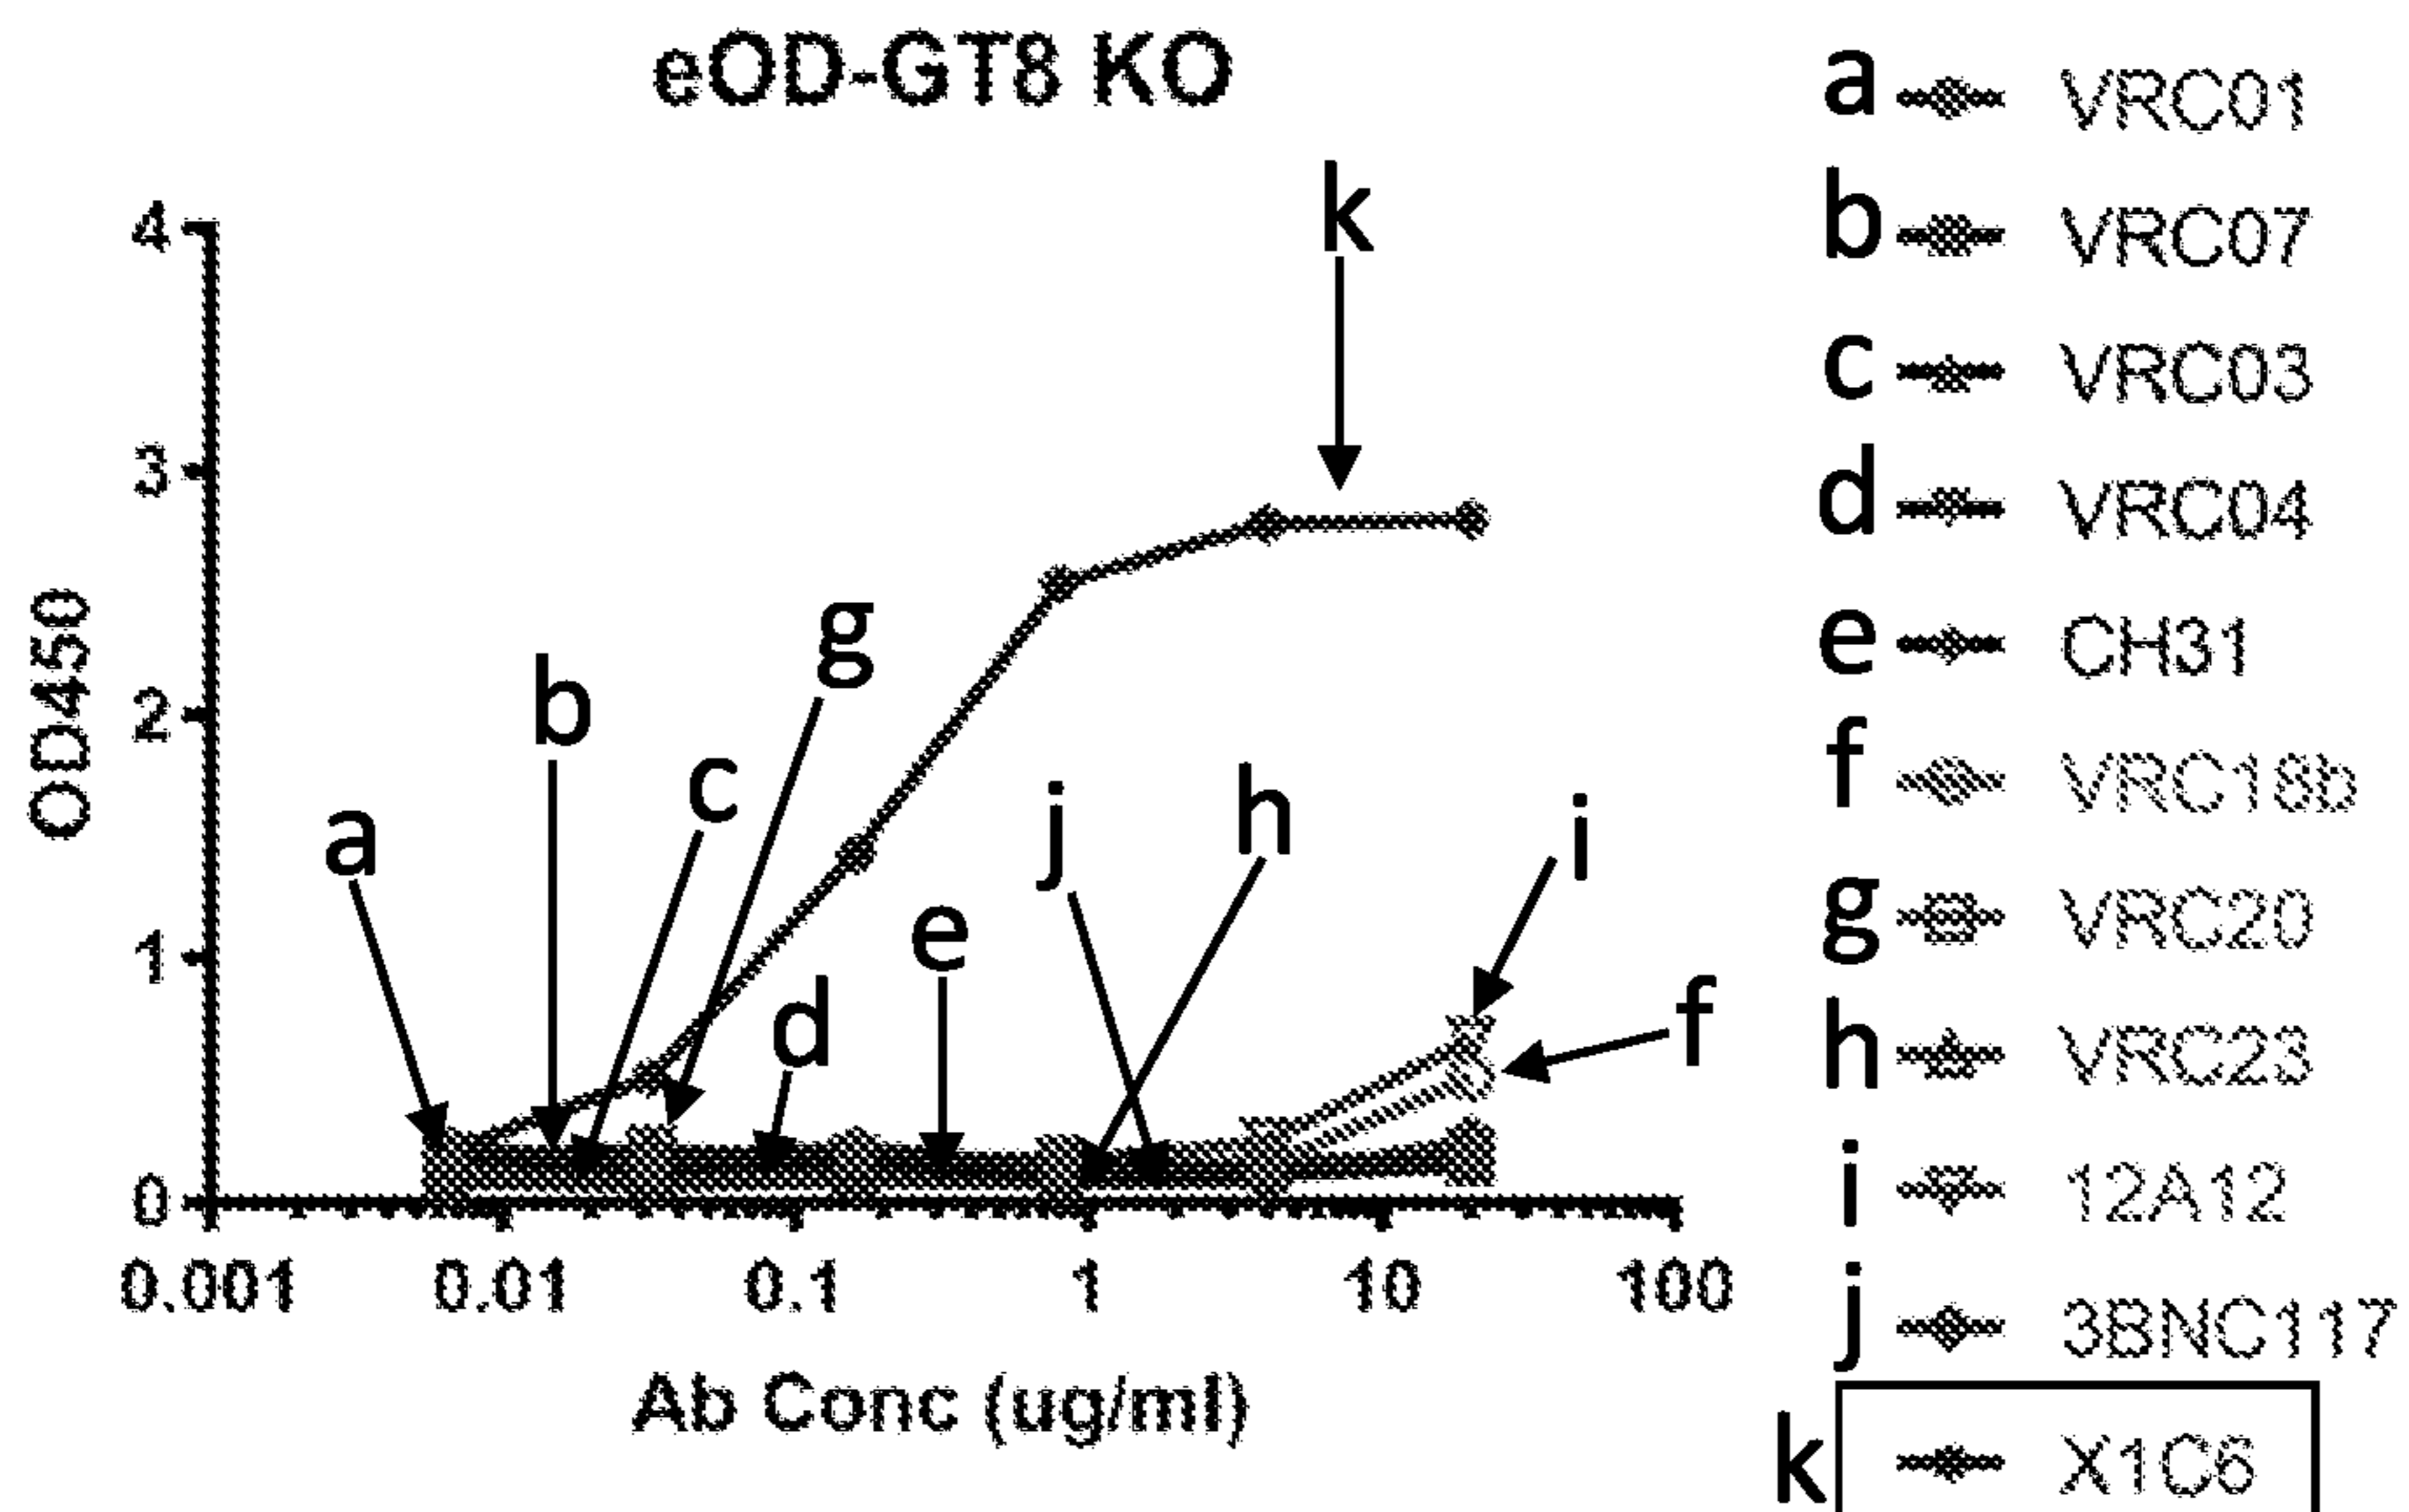 eOD-GT8 KO
a VRC01
b VRC07
c VRC03
d VRC04
e CH31
f VRC18b
g VRC20
h VRC23
i 12A12
j 3BNC117
k X1C6
k
g
b
c
j
h
i
a
e
d
f
OD450
4
3
2
1
0
0.001 0.01 0.1 1 10 100
Ab Conc (ug/ml)